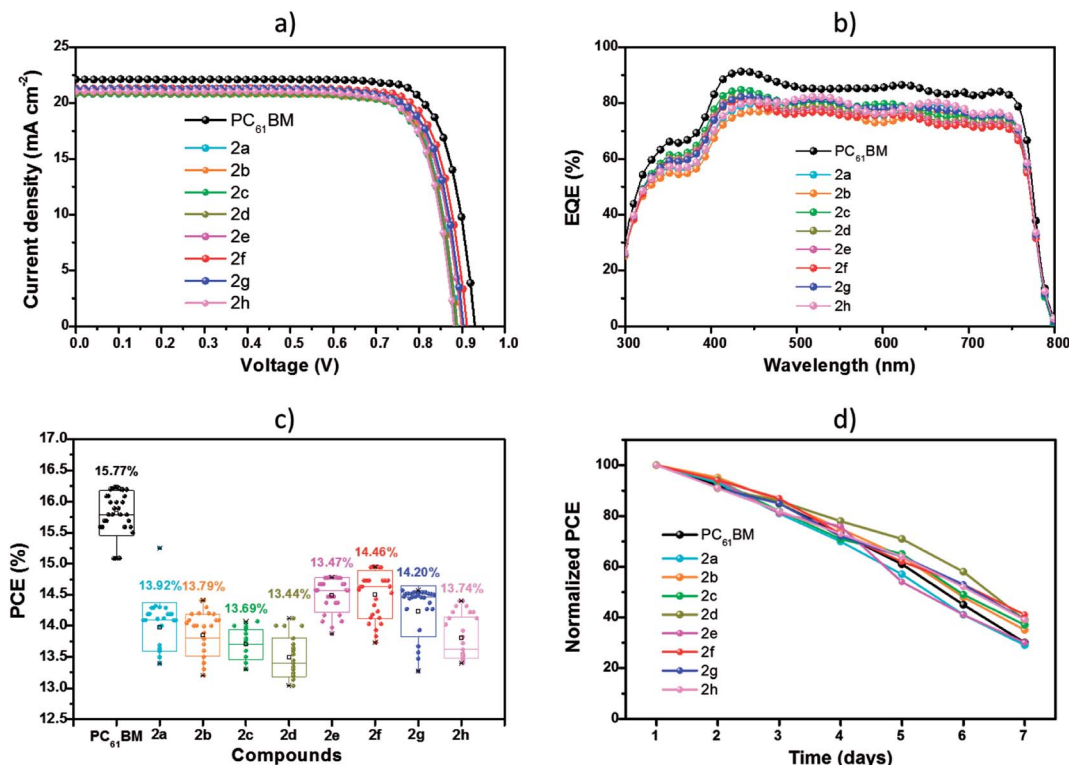 a)
25
20
15
10
5
0
Current density (mA cm⁻²)
PC₆₁BM
2a
2b
2c
2d
2e
2f
2g
2h
0.0 0.1 0.2 0.3 0.4 0.5 0.6 0.7 0.8 0.9 1.0
Voltage (V)
b)
100
80
60
40
20
0
EQE (%)
PC₆₁BM
2a
2b
2c
2d
2e
2f
2g
2h
300 400 500 600 700 800
Wavelength (nm)
c)
17.0
16.5
16.0
15.5
15.0
14.5
14.0
13.5
13.0
12.5
PCE (%)
15.77%
13.92%
13.79%
13.69%
13.44%
13.47%
14.46%
14.20%
13.74%
PC₆₁BM 2a 2b 2c 2d 2e 2f 2g 2h
Compounds
d)
100
80
60
40
20
0
Normalized PCE
PC₆₁BM
2a
2b
2c
2d
2e
2f
2g
2h
1 2 3 4 5 6 7
Time (days)